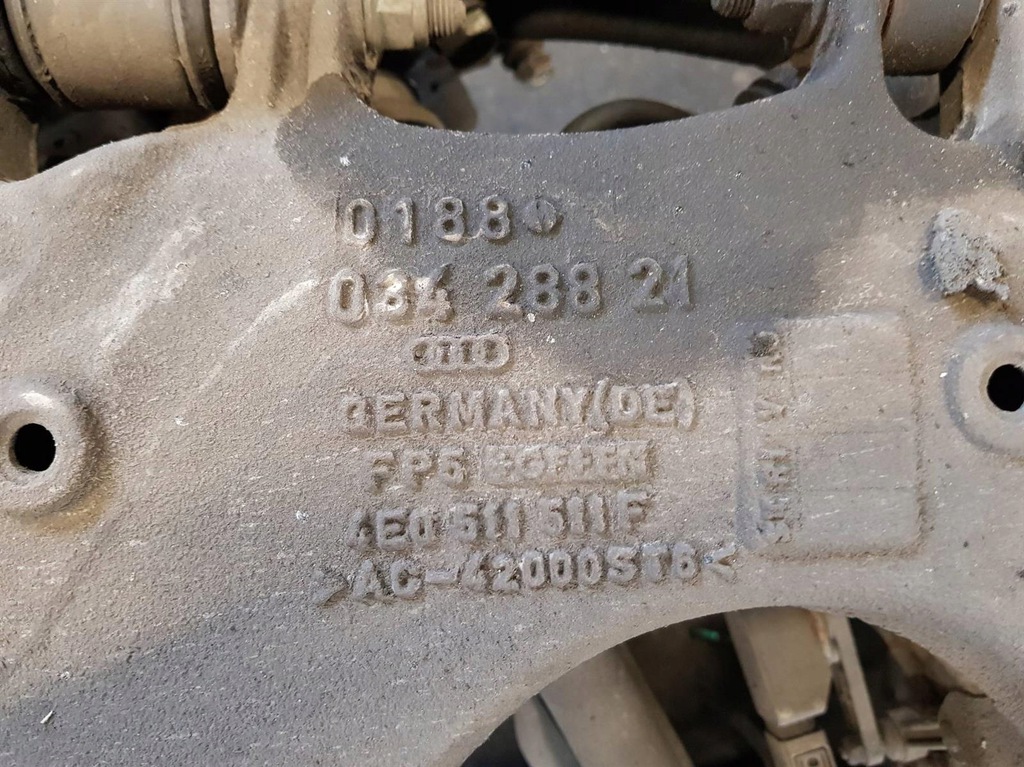 0188
034 288 21
GERMANY(DE)
FP5
4E0 511 511 F
>AC-42000ST6<